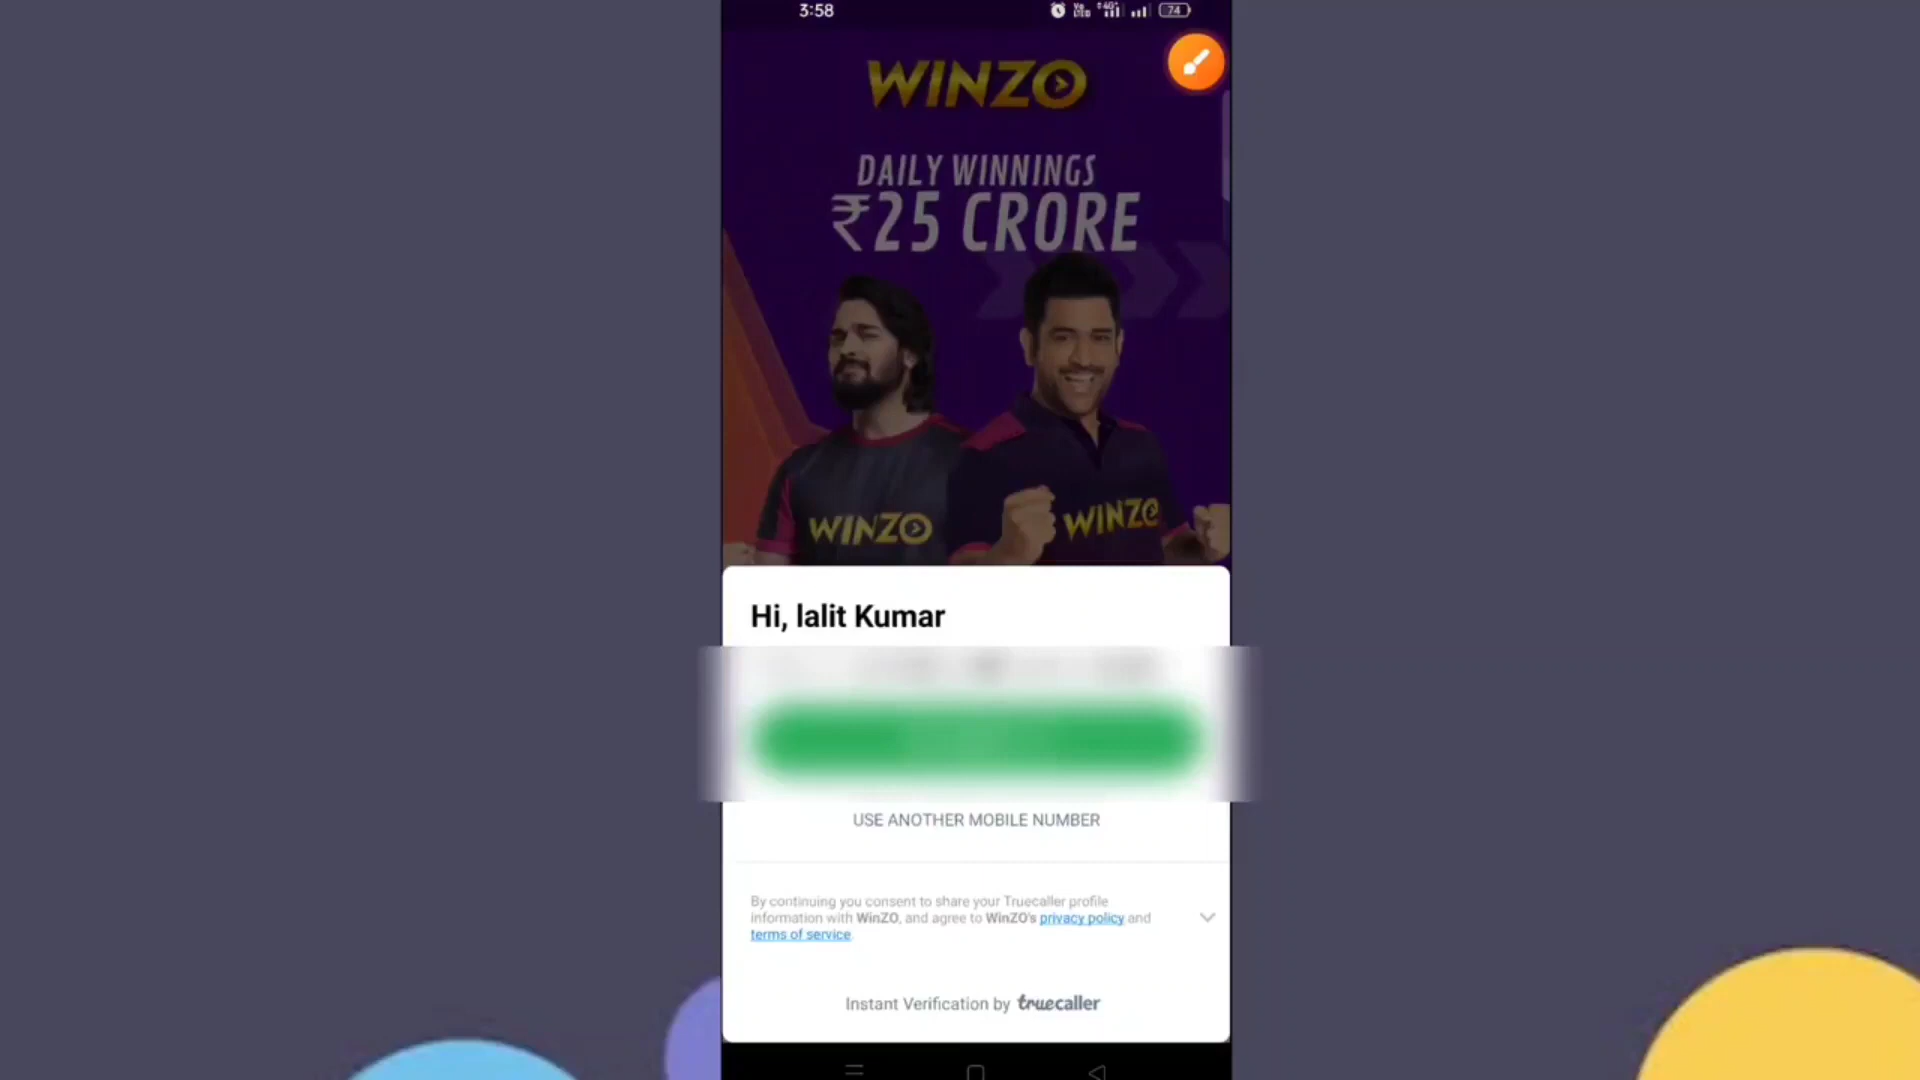 3:58
74
WINZO
DAILY WINNINGS
₹25 CRORE
WINZO
WINZO
Hi, lalit Kumar
USE ANOTHER MOBILE NUMBER
By continuing you consent to share your Truecaller profile
information with WinZO, and agree to WinZO's privacy policy and
terms of service
Instant Verification by truecaller